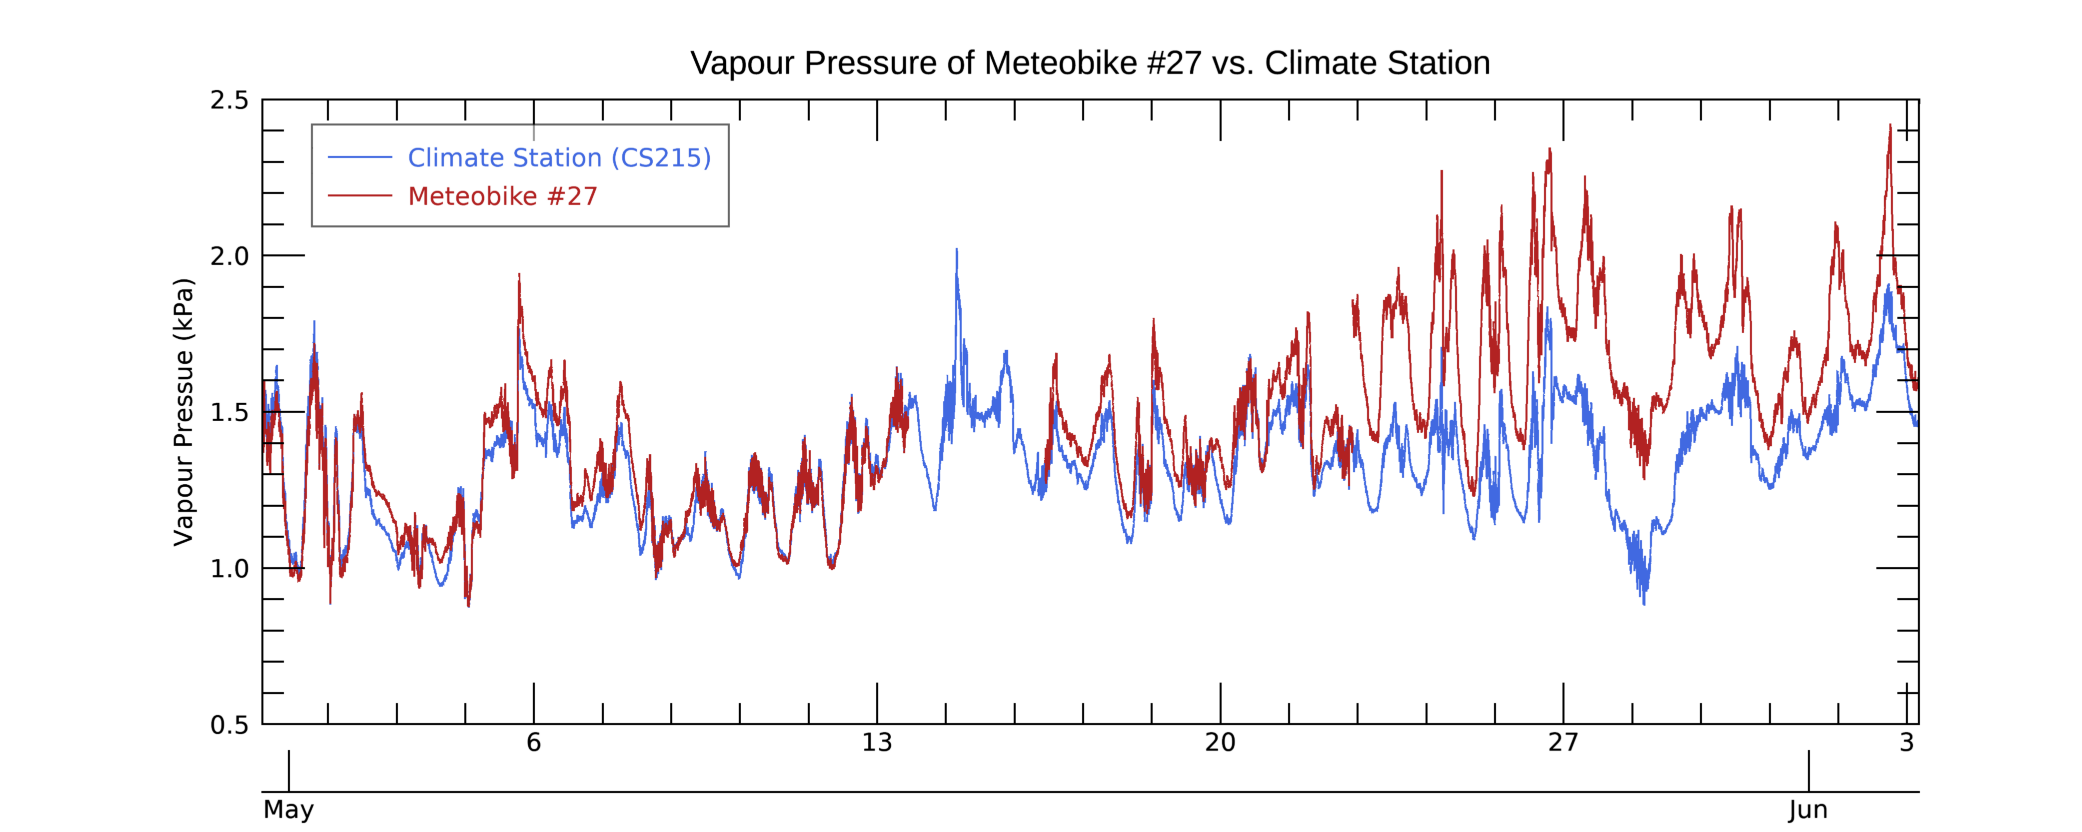 Vapour Pressure of Meteobike #27 vs. Climate Station
2.5
Climate Station (CS215)
Meteobike #27
2.0
Vapour Pressue (kPa)
1.5
1.0
0.5
6 13 20 27 3
May Jun